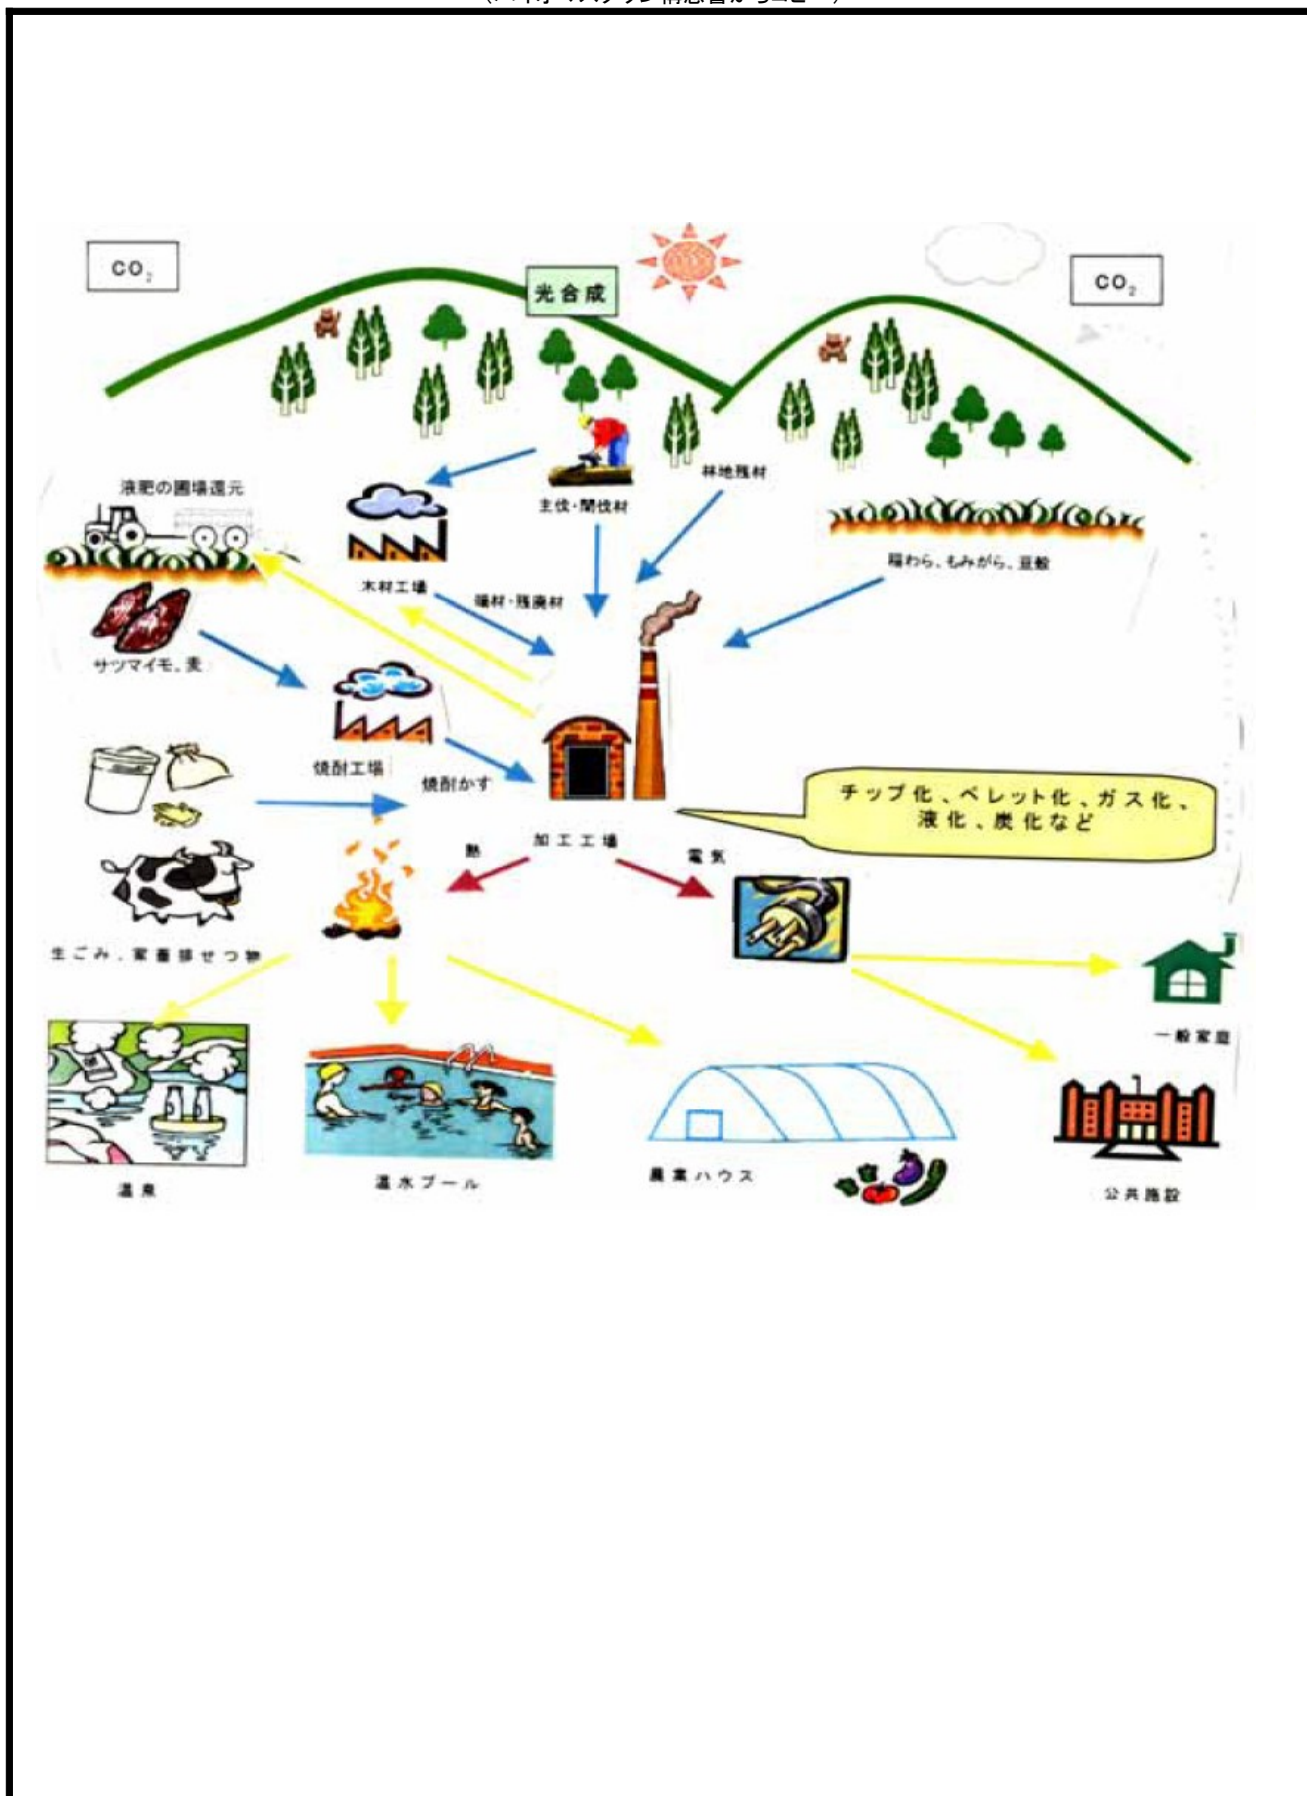 CO₂
光合成
CO₂
林地残材
液肥の圃場還元
主伐・間伐材
稲わら、もみがら、豆殻
木材工場
端材・残廃材
サツマイモ、麦
焼酎工場
焼酎かす
チップ化、ペレット化、ガス化、
液化、炭化など
加工工場
熱
電気
生ごみ、家畜排せつ物
一般家庭
温泉
温水プール
農業ハウス
公共施設